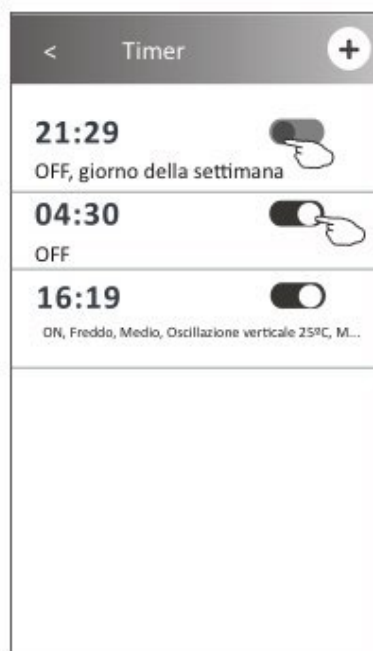 < Timer +
21:29
OFF, giorno della settimana
04:30
OFF
16:19
ON, Freddo, Medio, Oscillazione verticale 25ºC, M...